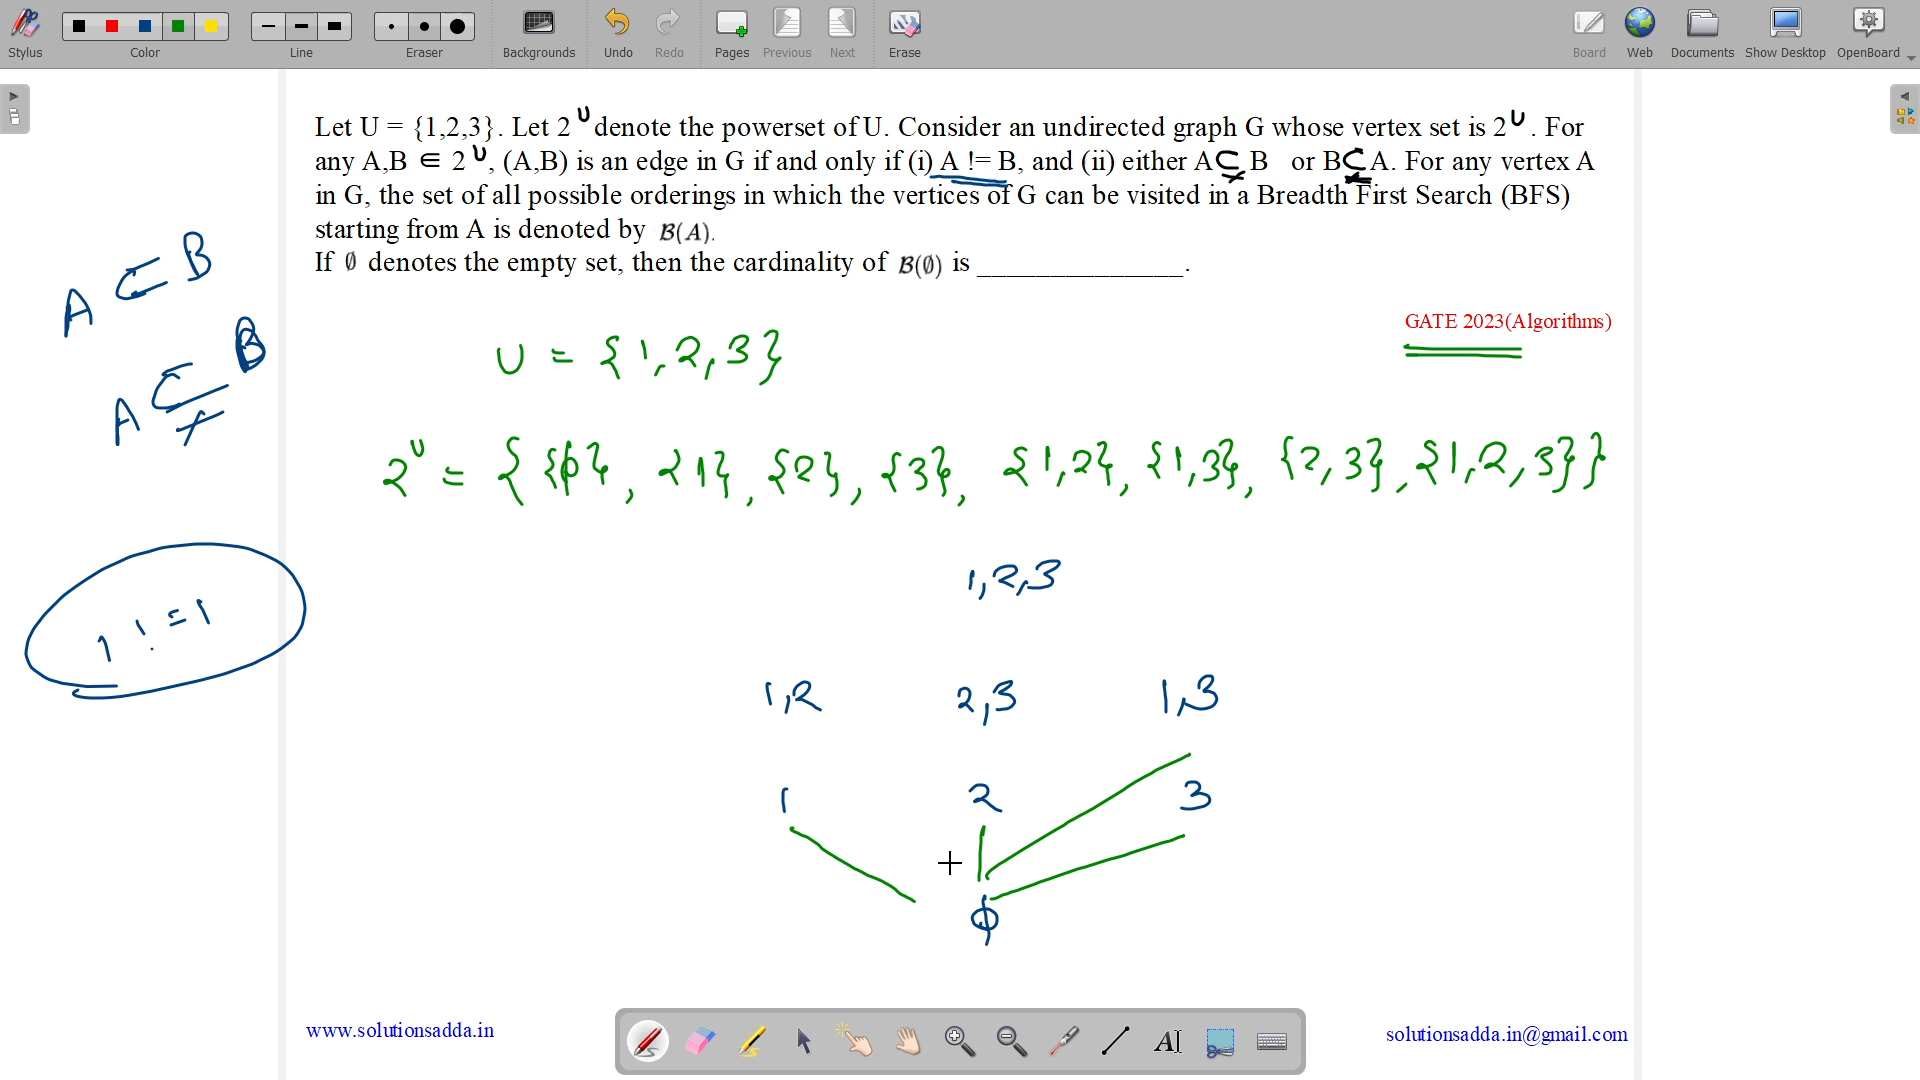 Stylus Color Line Eraser Backgrounds Undo Redo Pages Previous Next Erase Board Web Documents Show Desktop OpenBoard
Let U = {1,2,3}. Let 2 ᵁ denote the powerset of U. Consider an undirected graph G whose vertex set is 2ᵁ . For
any A,B ∈ 2 ᵁ, (A,B) is an edge in G if and only if (i) A != B, and (ii) either A⊊B or B⊊A. For any vertex A
in G, the set of all possible orderings in which the vertices of G can be visited in a Breadth First Search (BFS)
starting from A is denoted by 𝓑(A).
If ∅ denotes the empty set, then the cardinality of 𝓑(∅) is _______________.
GATE 2023(Algorithms)
A ⊆ B
A ⊊ B
U = {1,2,3}
2ᵁ = { {ϕ}, {1}, {2}, {3}, {1,2}, {1,3}, {2,3}, {1,2,3}}
1 != 1
1,2,3
1,2 2,3 1,3
1 2 3
ϕ
www.solutionsadda.in
solutionsadda.in@gmail.com